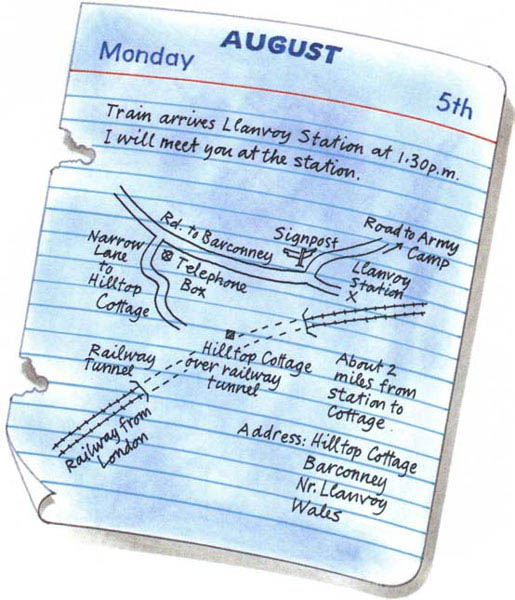 AUGUST
Monday
5th
Train arrives Llanvoy Station at 1.30p.m.
I will meet you at the station.
Rd. to Barconney
Signpost
Road to Army
Camp
Narrow
Lane
to
Hilltop
Cottage
Telephone
Box
Llanvoy
Station
X
Railway
tunnel
Hilltop Cottage
over railway
tunnel
About 2
miles from
station to
Cottage.
Railway from
London
Address: Hilltop Cottage
Barconney
Nr. Llanvoy
Wales